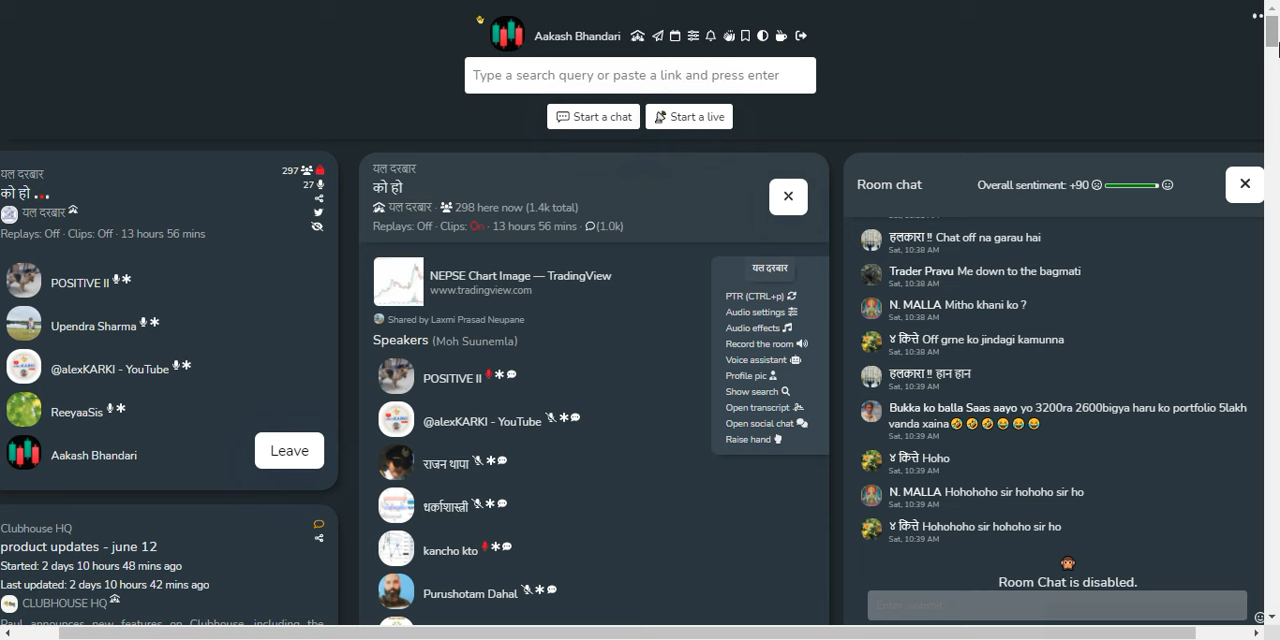 Aakash Bhandari
Type a search query or paste a link and press enter
Start a chat
Start a live
यल दरबार
297
को हो
27
यल दरबार
Replays: Off · Clips: Off · 13 hours 56 mins
POSITIVE II
Upendra Sharma
@alexKARKI - YouTube
ReeyaaSis
Aakash Bhandari
Leave
Clubhouse HQ
product updates - june 12
Started: 2 days 10 hours 48 mins ago
Last updated: 2 days 10 hours 42 mins ago
CLUBHOUSE HQ
Paul announces new features on Clubhouse, including the
यल दरबार
को हो
यल दरबार · 298 here now (1.4k total)
Replays: Off · Clips: On · 13 hours 56 mins · (1.0k)
NEPSE Chart Image — TradingView
www.tradingview.com
Shared by Laxmi Prasad Neupane
Speakers (Moh Suunemla)
POSITIVE II
@alexKARKI - YouTube
राजन थापा
धर्काशास्त्री
kancho kto
Purushotam Dahal
यल दरबार
PTR (CTRL+p)
Audio settings
Audio effects
Record the room
Voice assistant
Profile pic
Show search
Open transcript
Open social chat
Raise hand
Room chat
Overall sentiment: +90
हलकारा !! Chat off na garau hai
Sat, 10:38 AM
Trader Pravu Me down to the bagmati
Sat, 10:38 AM
N. MALLA Mitho khani ko ?
Sat, 10:38 AM
४ कित्ते Off grne ko jindagi kamunna
Sat, 10:38 AM
हलकारा !! हान हान
Sat, 10:39 AM
Bukka ko balla Saas aayo yo 3200ra 2600bigya haru ko portfolio 5lakh
vanda xaina🤣🤣🤣😂😂😂
Sat, 10:39 AM
४ कित्ते Hoho
Sat, 10:39 AM
N. MALLA Hohohoho sir hohoho sir ho
Sat, 10:39 AM
४ कित्ते Hohohoho sir hohoho sir ho
Sat, 10:39 AM
Room Chat is disabled.